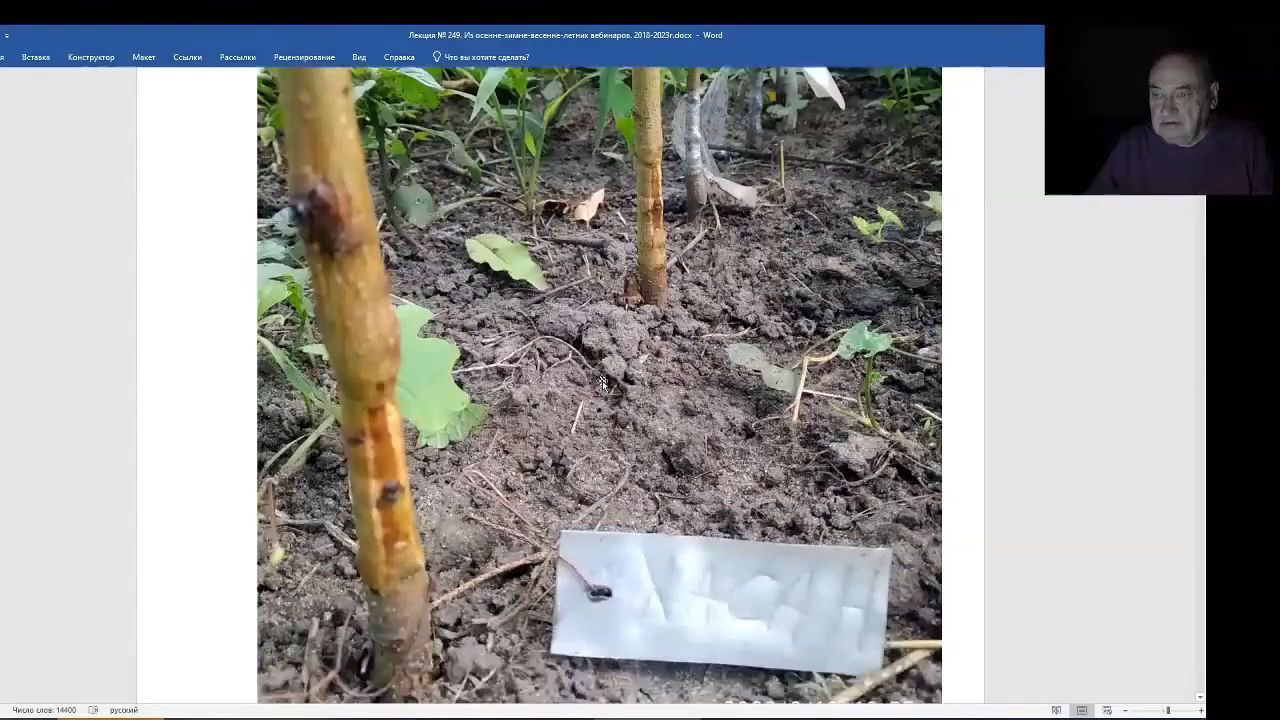 Лекция № 249. Из осенне-зимне-весенне-летних вебинаров. 2018-2023г.docx - Word
Вставка Конструктор Макет Ссылки Рассылки Рецензирование Вид Справка Что вы хотите сделать?
Число слов: 14400 русский